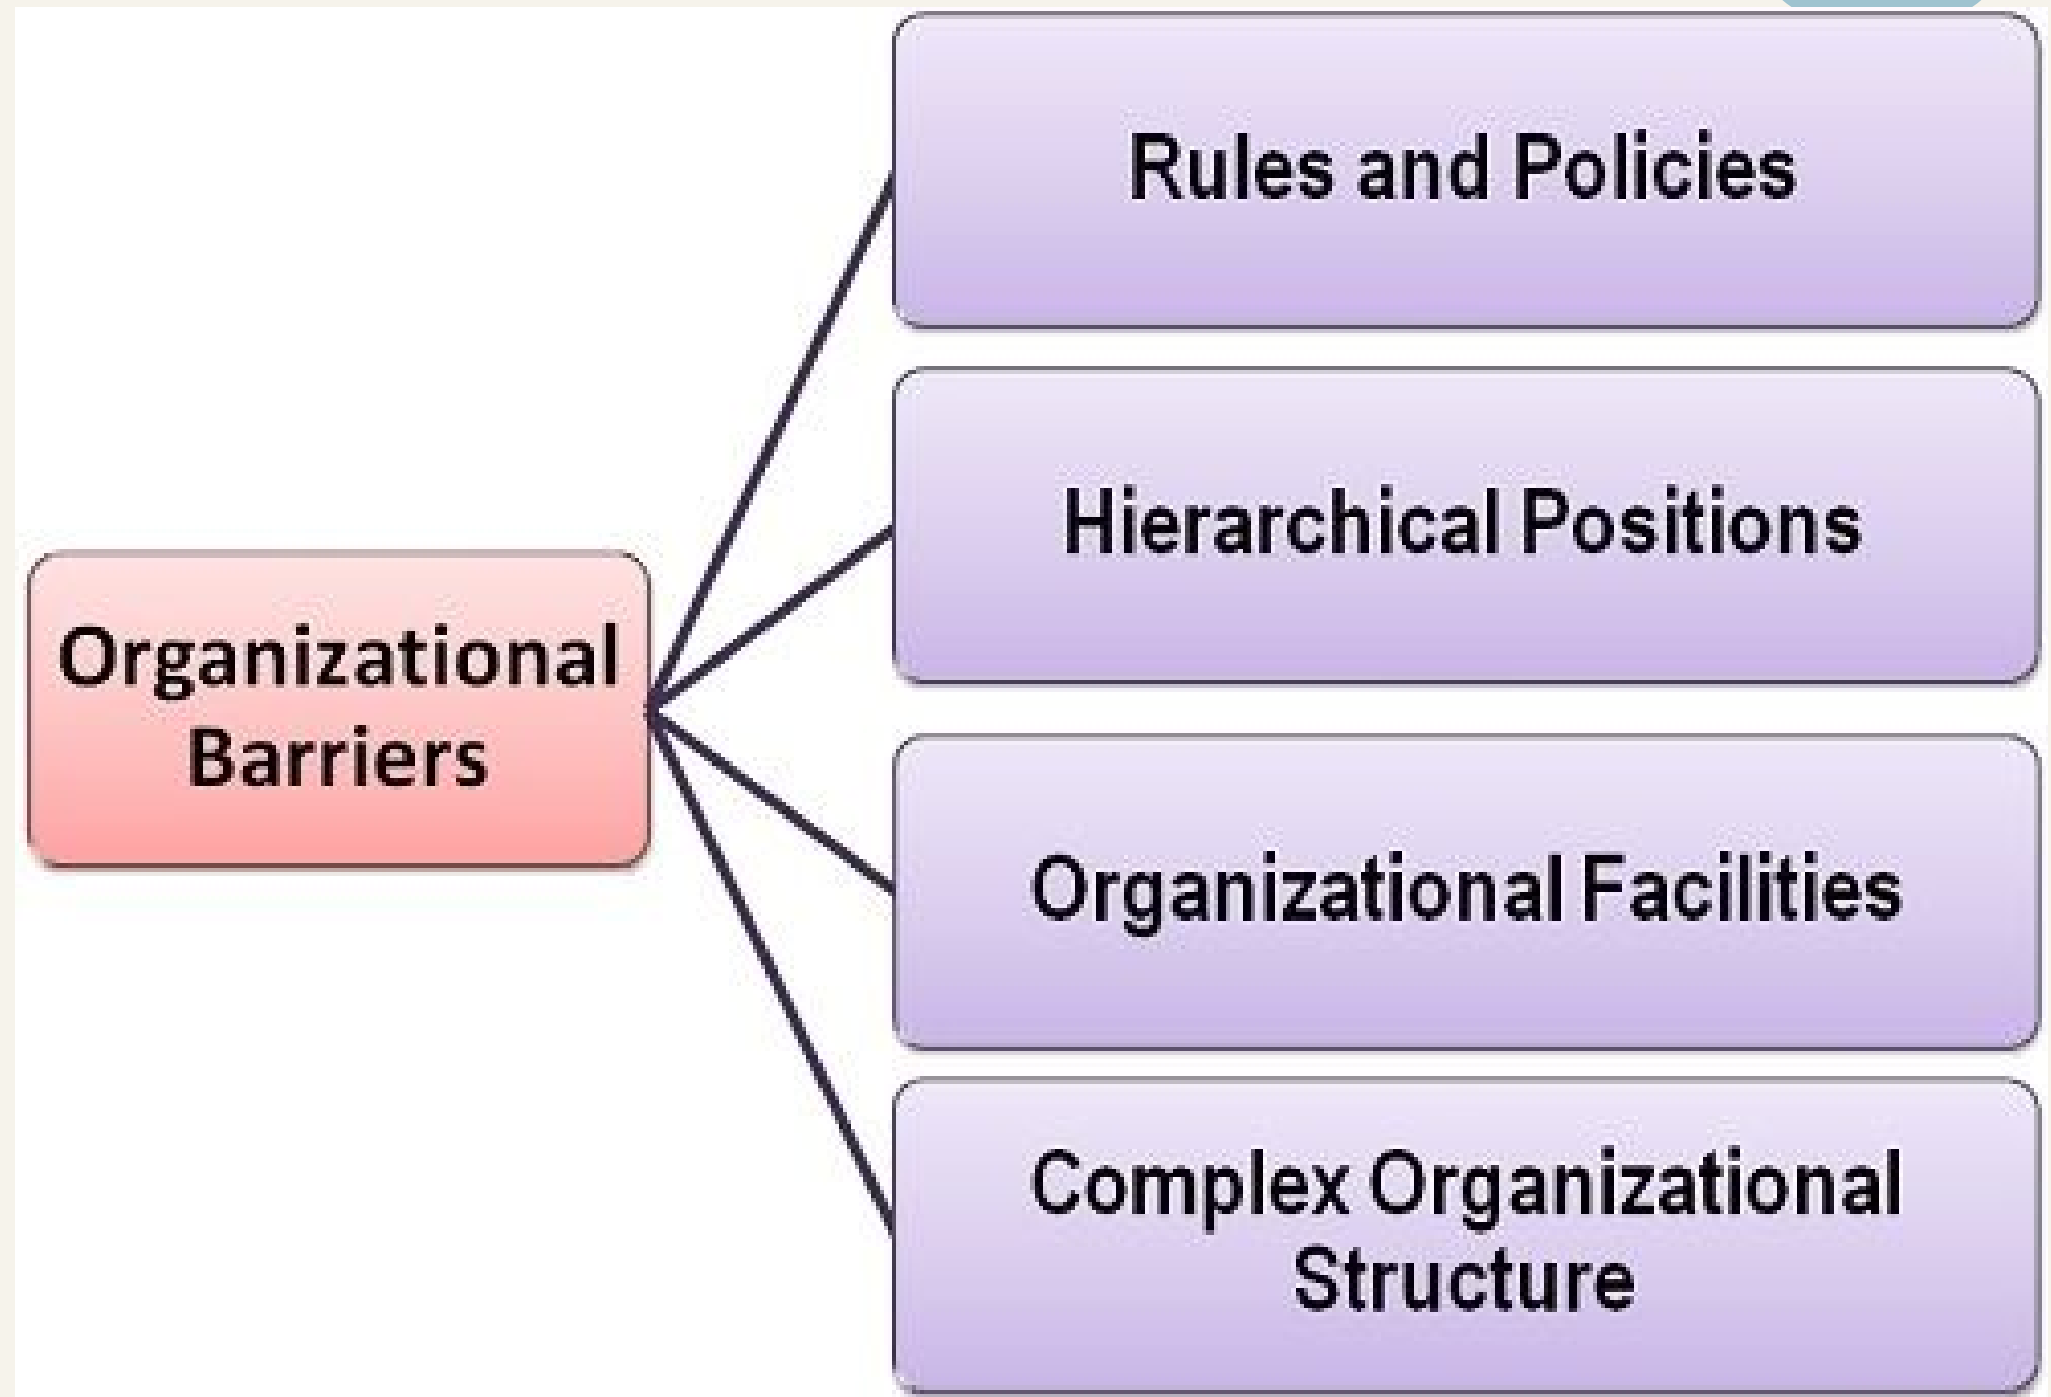 Rules and Policies
Hierarchical Positions
Organizational
Barriers
Organizational Facilities
Complex Organizational
Structure